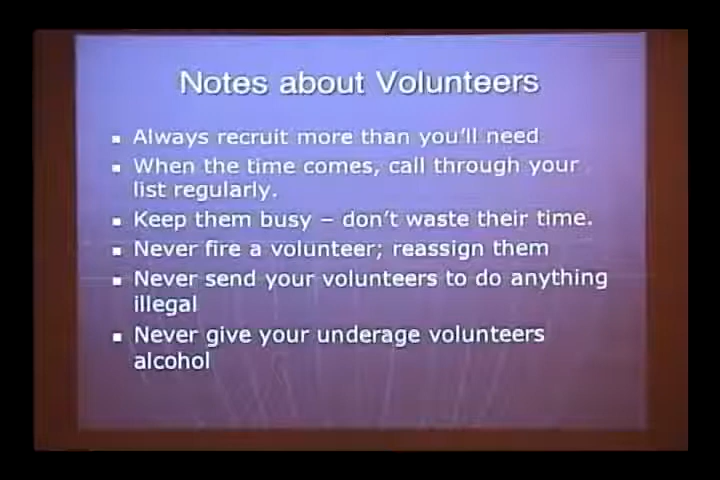 Notes about Volunteers
▪ Always recruit more than you'll need
▪ When the time comes, call through your
list regularly.
▪ Keep them busy – don't waste their time.
▪ Never fire a volunteer; reassign them
▪ Never send your volunteers to do anything
illegal
▪ Never give your underage volunteers
alcohol